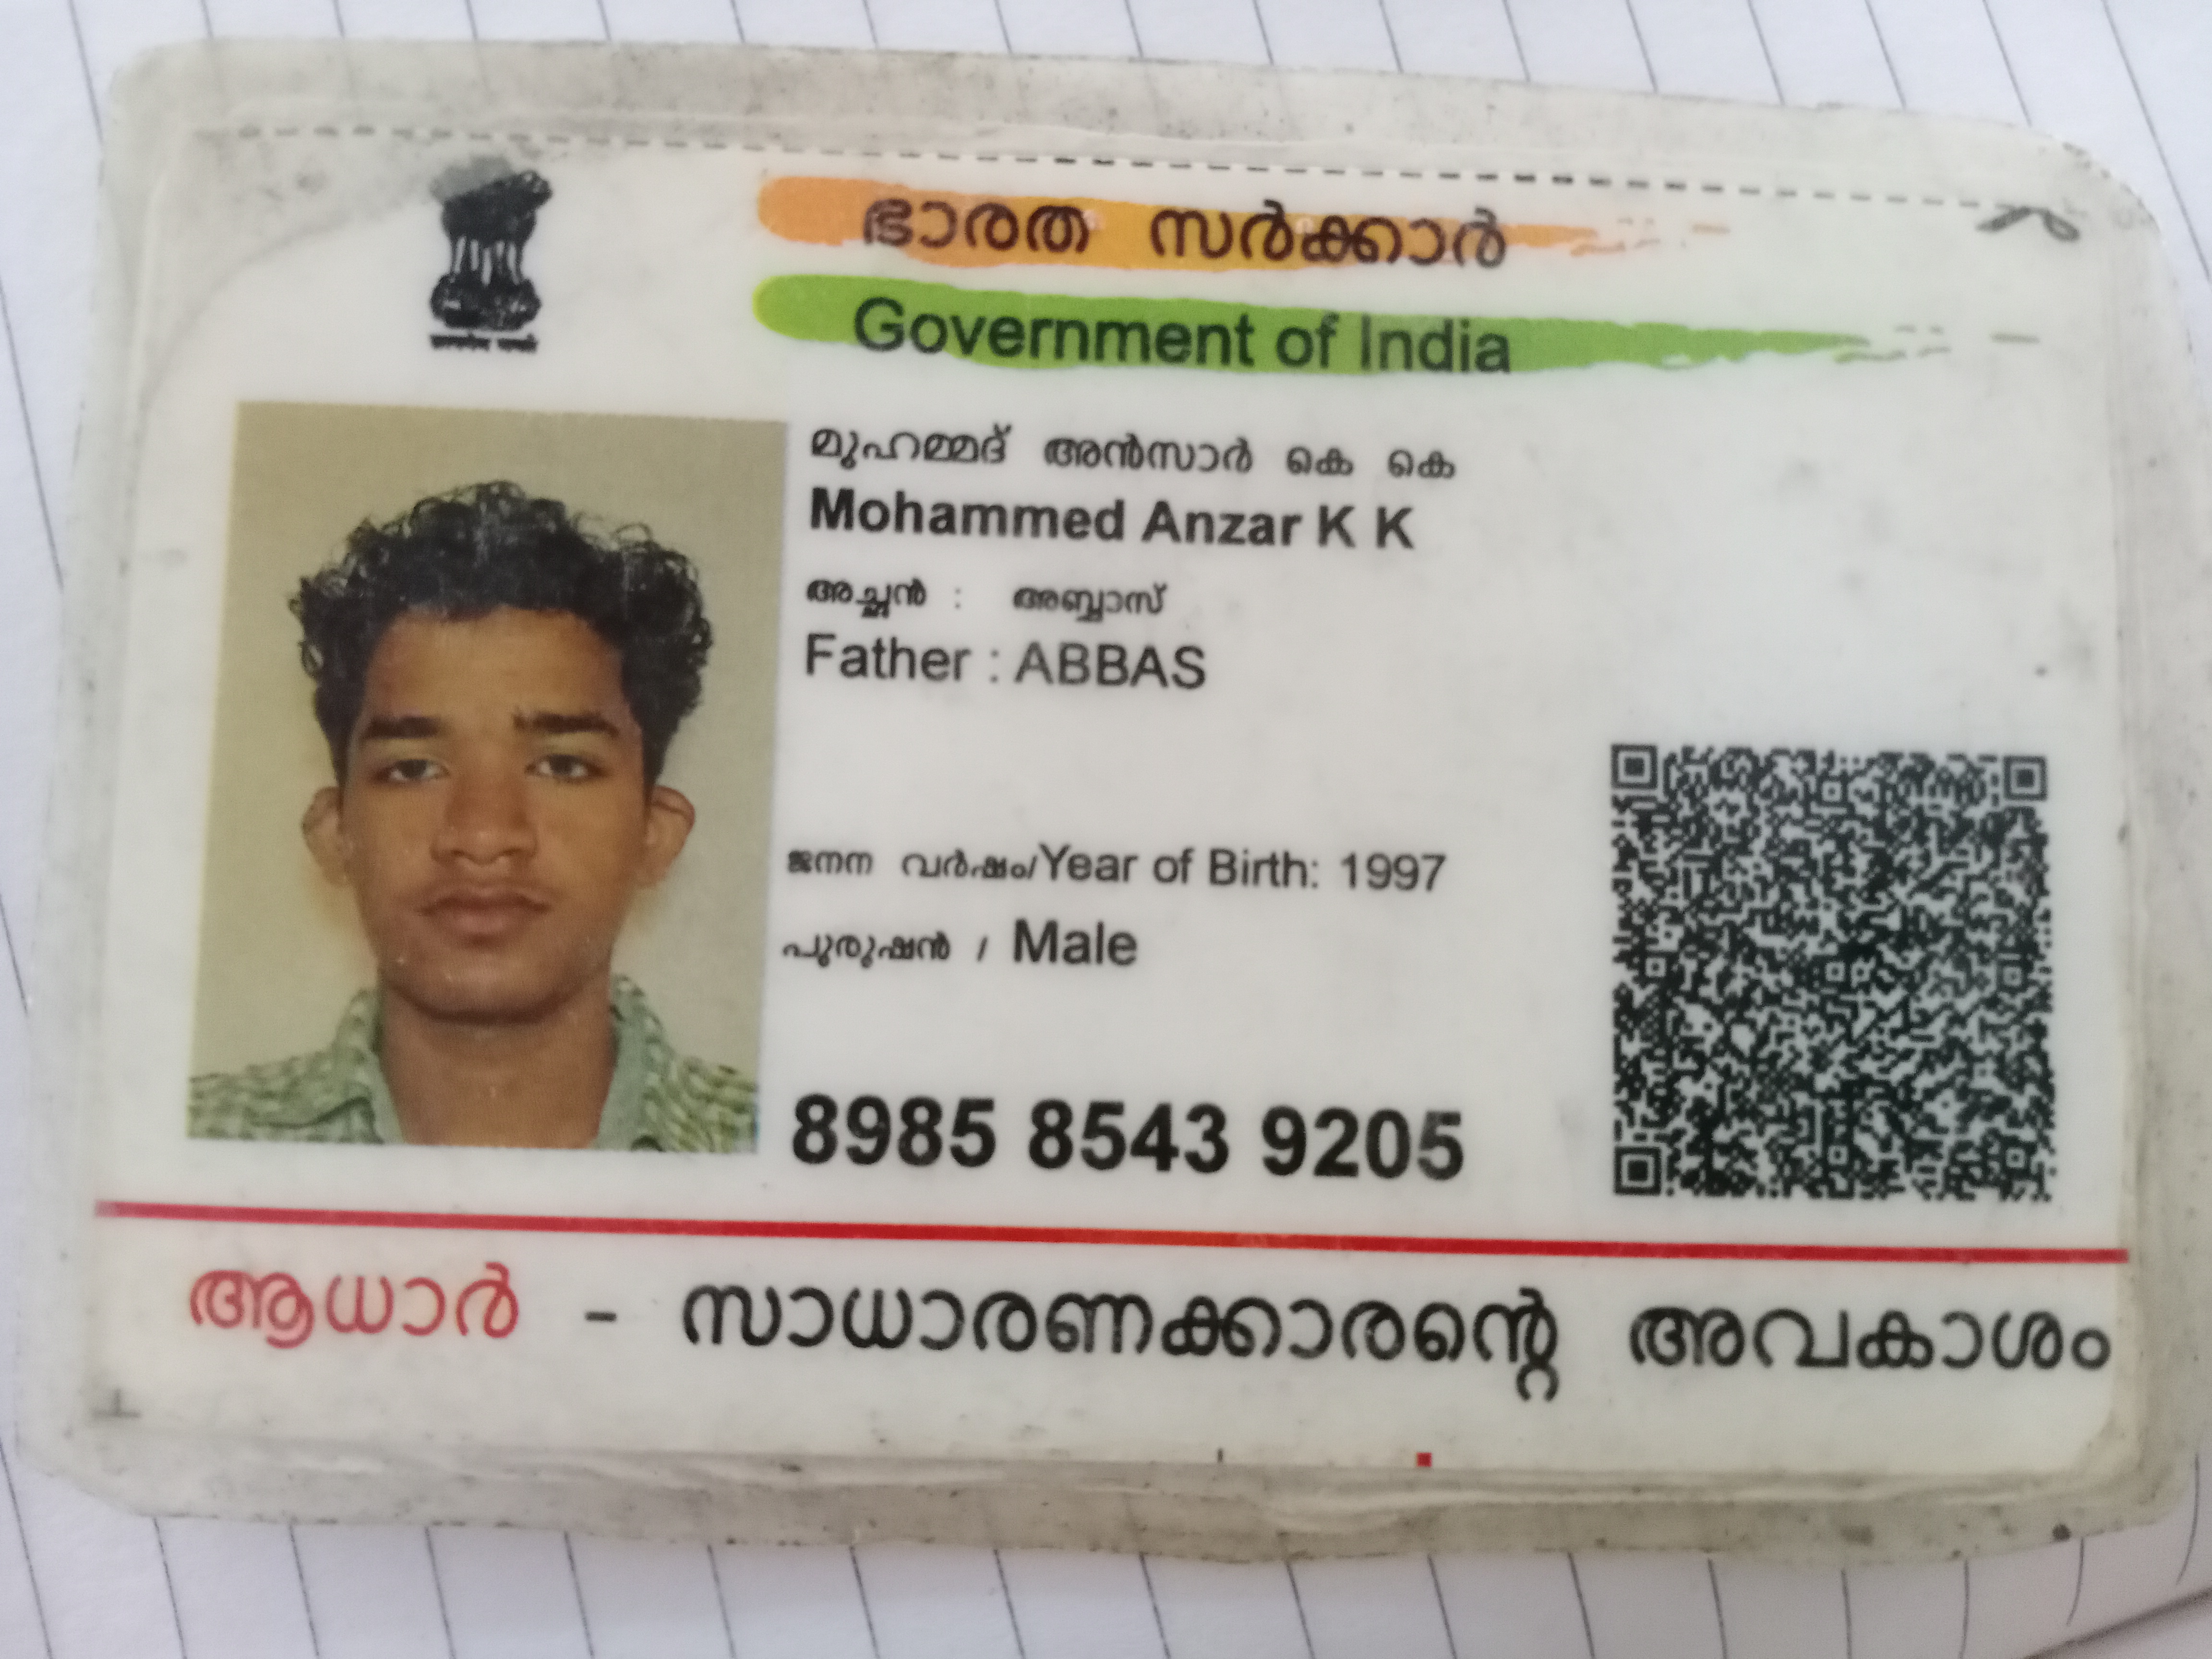 ഭാരത സർക്കാർ
Government of India
മുഹമ്മദ് അൻസാർ കെ കെ
Mohammed Anzar K K
അച്ഛൻ : അബ്ബാസ്
Father : ABBAS
ജനന വർഷം/Year of Birth: 1997
പുരുഷൻ / Male
8985 8543 9205
ആധാർ - സാധാരണക്കാരന്റെ അവകാശം